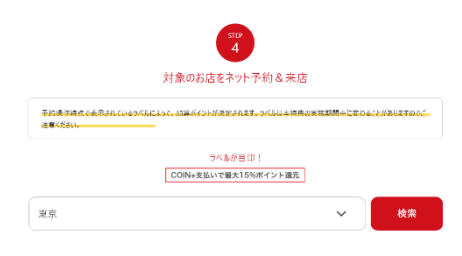 STEP
4
対象のお店をネット予約&来店
予約操作時点で表示されているラベルによって、加算ポイントが決定されます。ラベルは本特典の実施期間中に変わることがありますのでご
注意ください。
ラベルが目印！
COIN+支払いで最大15%ポイント還元
東京
検索